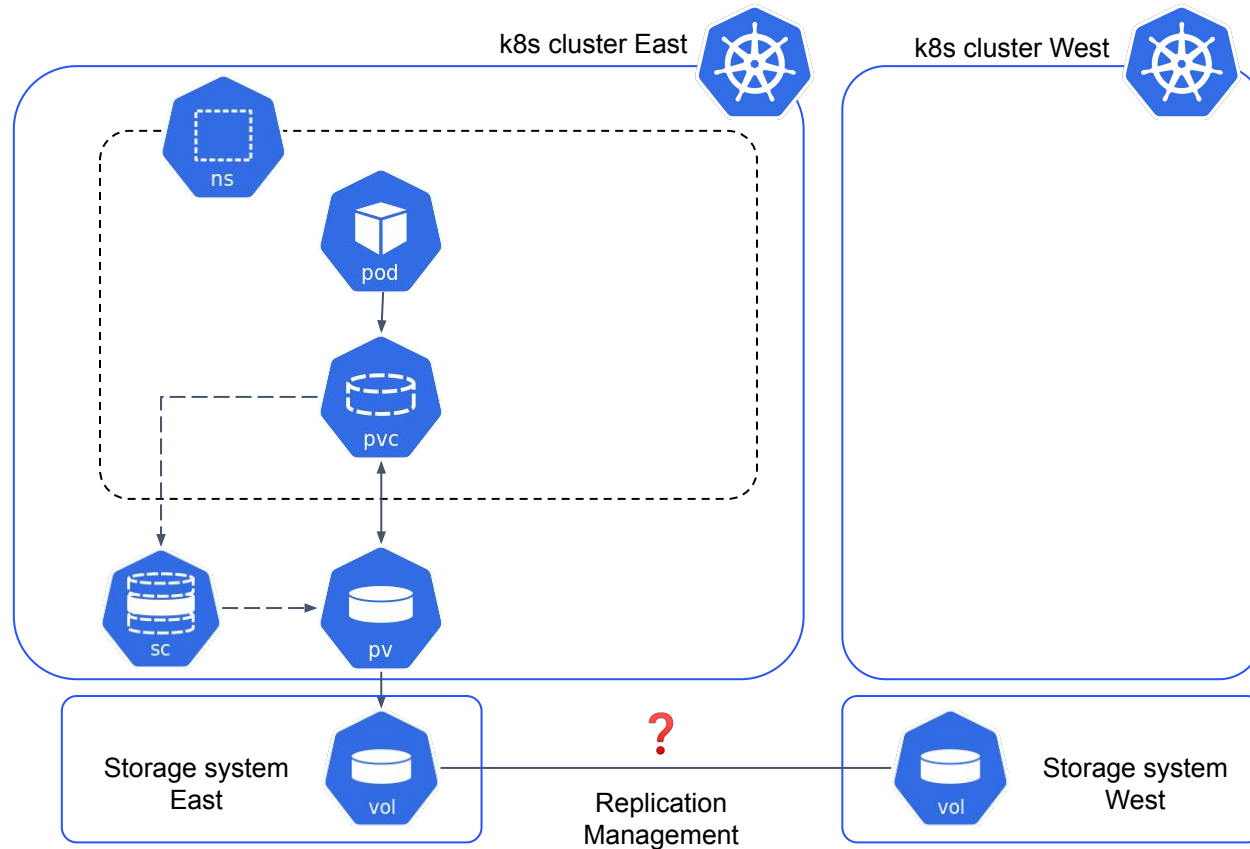 k8s cluster East
k8s cluster West
ns
pod
pvc
sc
pv
❓
Storage system
East
vol
Replication
Management
vol
Storage system
West